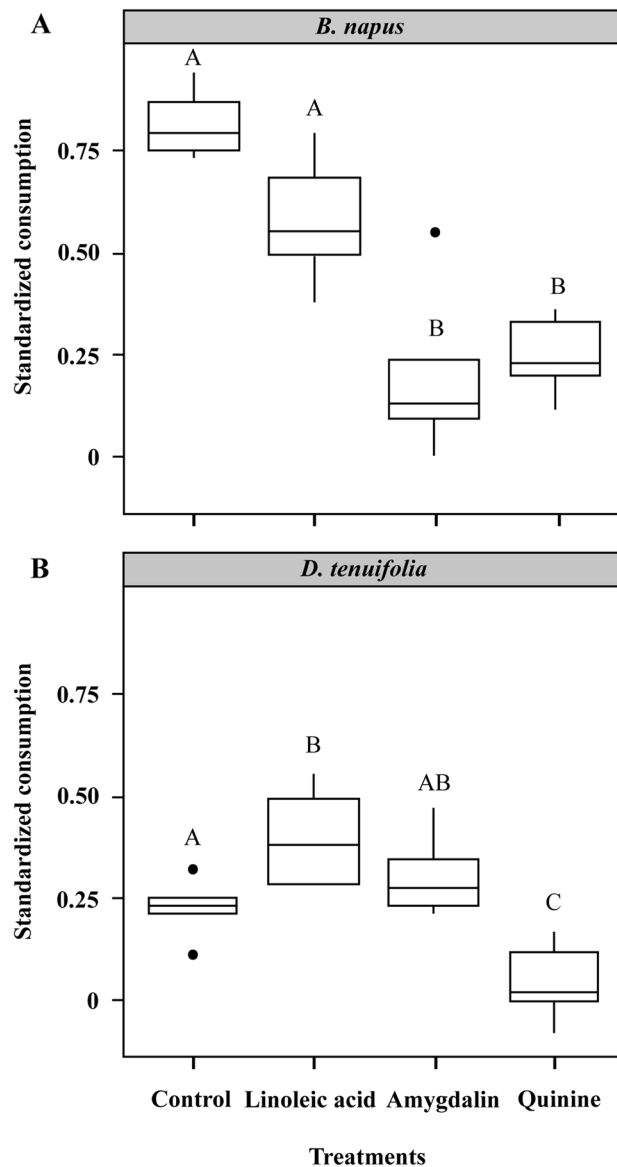 A
B. napus
Standardized consumption
0.75
0.50
0.25
0
A
A
B
B
B
D. tenuifolia
Standardized consumption
0.75
0.50
0.25
0
A
B
AB
C
Control Linoleic acid Amygdalin Quinine
Treatments